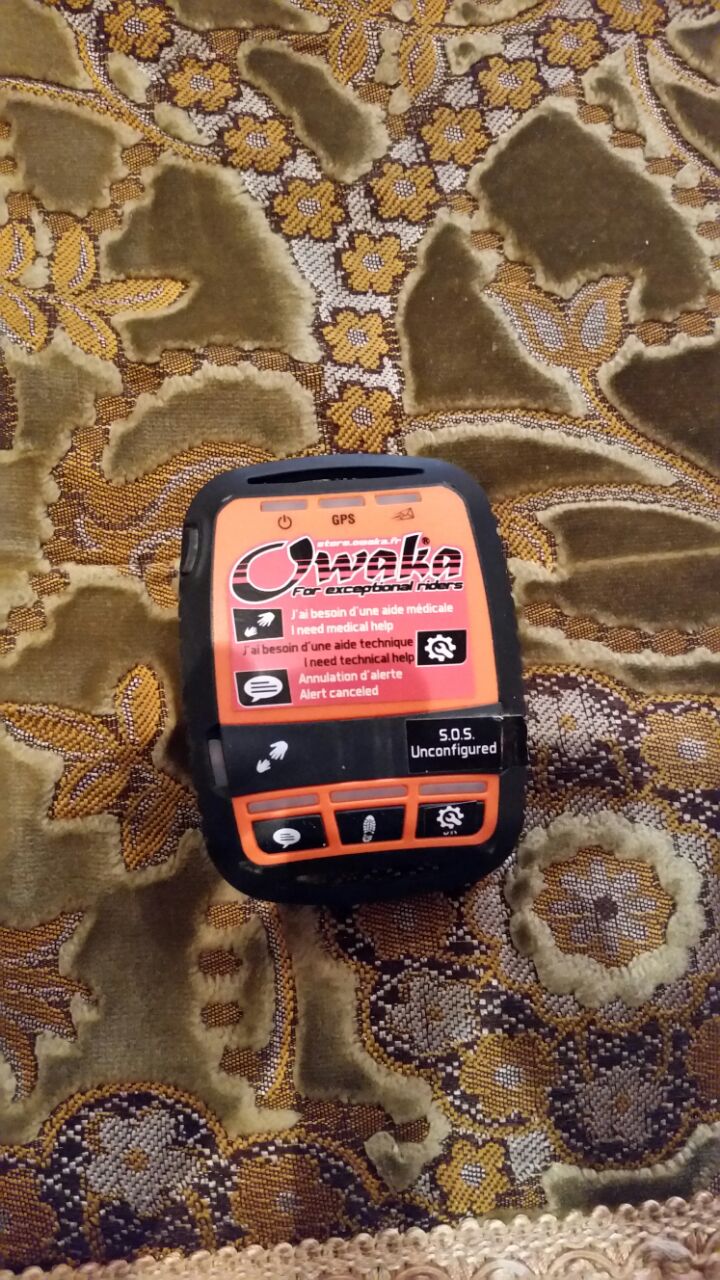 GPS
store.owaka.fr
Owaka®
For exceptional riders
J'ai besoin d'une aide médicale
I need medical help
J'ai besoin d'une aide technique
I need technical help
Annulation d'alerte
Alert canceled
S.O.S.
Unconfigured